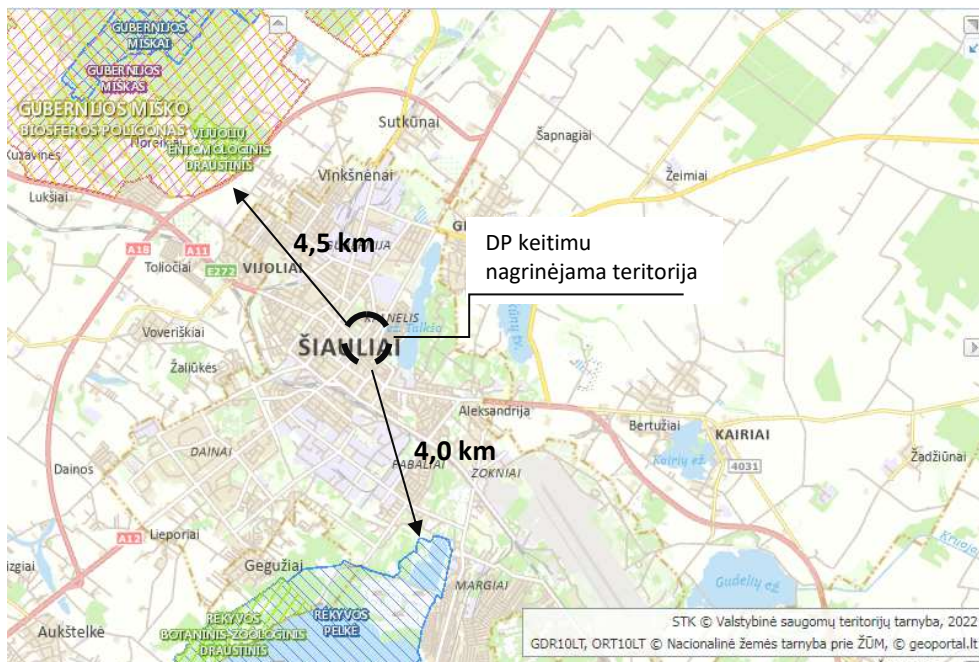 GUBERNIJOS
MIŠKAI
GUBERNIJOS
MIŠKAS
GUBERNIJOS MIŠKO
BIOSFEROS POLIGONAS
VIJOLIŲ
ENTOMOLOGINIS
DRAUSTINIS
Sutkūnai
Šapnagiai
Žeimiai
Lukšiai
Vinkšnėnai
A18
A11
E272
Toliočiai
VIJOLIAI
4,5 km
DP keitimu
nagrinėjama teritorija
Voveriškiai
ŠIAULIAI
Žaliūkės
Aleksandrija
Bertužiai
KAIRIAI
Kairių ež.
4031
Žadžiūnai
DAINAI
Dainos
4,0 km
ZOKNIAI
A12
Lieporiai
Gegužiai
MARGIAI
Gudelių ež.
RĖKYVOS
BOTANINIS-ZOOLOGINIS
DRAUSTINIS
RĖKYVOS
PELKĖ
Aukštelkė
STK © Valstybinė saugomų teritorijų tarnyba, 2022
GDR10LT, ORT10LT © Nacionalinė žemės tarnyba prie ŽŪM, © geoportal.lt